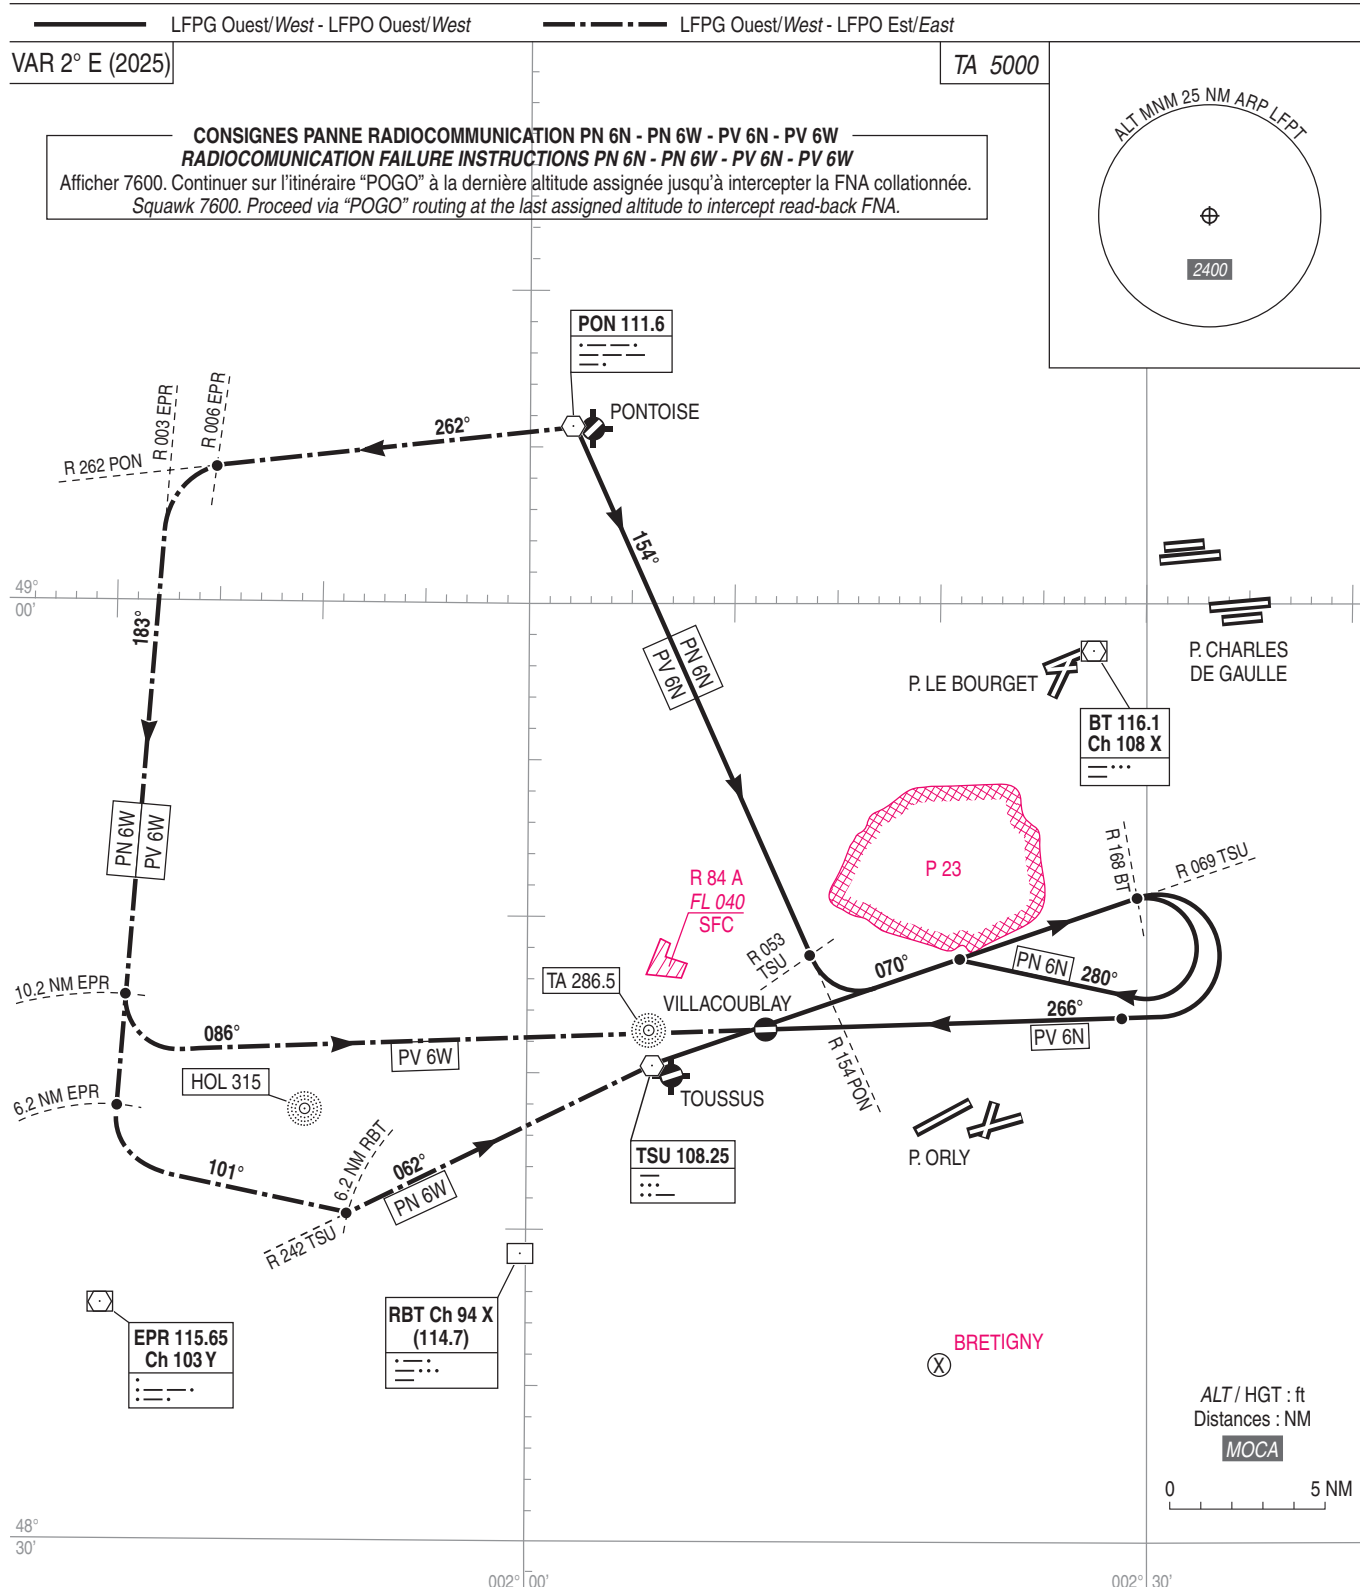 LFPG Ouest/West - LFPO Ouest/West
LFPG Ouest/West - LFPO Est/East
VAR 2° E (2025)
TA 5000
ALT MNM 25 NM ARP LFPT
2400
CONSIGNES PANNE RADIOCOMMUNICATION PN 6N - PN 6W - PV 6N - PV 6W
RADIOCOMUNICATION FAILURE INSTRUCTIONS PN 6N - PN 6W - PV 6N - PV 6W
Afficher 7600. Continuer sur l'itinéraire “POGO” à la dernière altitude assignée jusqu'à intercepter la FNA collationnée.
Squawk 7600. Proceed via “POGO” routing at the last assigned altitude to intercept read-back FNA.
PON 111.6
PONTOISE
262°
R 003 EPR
R 006 EPR
R 262 PON
154°
49°
00'
183°
PN 6N
PV 6N
P. CHARLES
DE GAULLE
P. LE BOURGET
BT 116.1
Ch 108 X
PN 6W
PV 6W
P 23
R 168 BT
R 069 TSU
R 84 A
FL 040
SFC
R 053
TSU
070°
PN 6N
280°
10.2 NM EPR
TA 286.5
VILLACOUBLAY
266°
PV 6N
086°
PV 6W
R 154 PON
HOL 315
6.2 NM EPR
TOUSSUS
P. ORLY
TSU 108.25
101°
6.2 NM RBT
062°
PN 6W
R 242 TSU
RBT Ch 94 X
(114.7)
EPR 115.65
Ch 103 Y
BRETIGNY
X
ALT / HGT : ft
Distances : NM
MOCA
0
5 NM
48°
30'
002° 00'
002° 30'